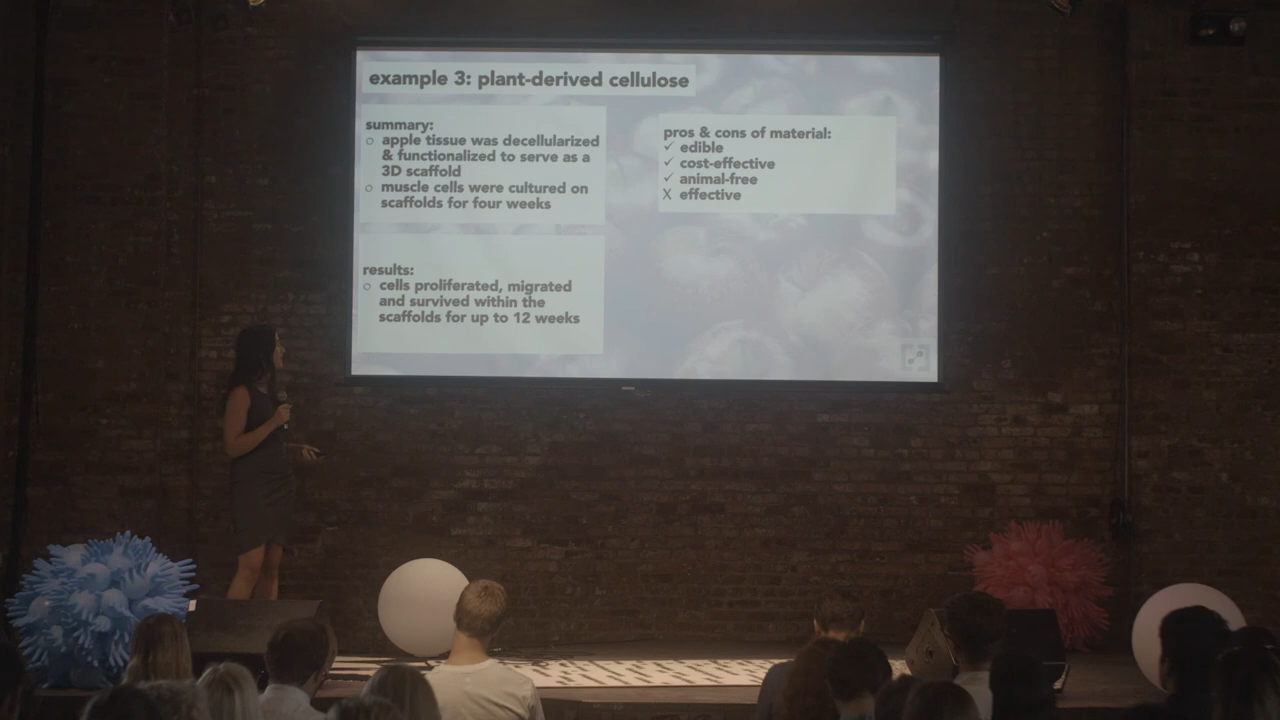 example 3: plant-derived cellulose
summary:
○ apple tissue was decellularized
& functionalized to serve as a
3D scaffold
○ muscle cells were cultured on
scaffolds for four weeks
results:
○ cells proliferated, migrated
and survived within the
scaffolds for up to 12 weeks
pros & cons of material:
✓ edible
✓ cost-effective
✓ animal-free
X effective